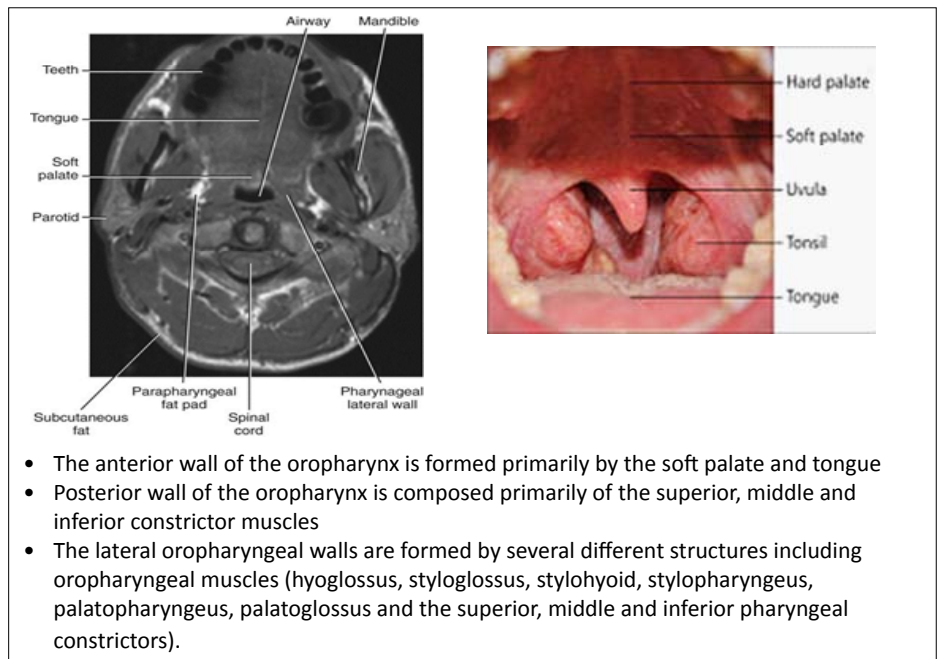 Airway Mandible
Teeth
Tongue
Soft
palate
Parotid
Parapharyngeal
fat pad
Pharynageal
lateral wall
Subcutaneous
fat
Spinal
cord
Hard palate
Soft palate
Uvula
Tonsil
Tongue
• The anterior wall of the oropharynx is formed primarily by the soft palate and tongue
• Posterior wall of the oropharynx is composed primarily of the superior, middle and
inferior constrictor muscles
• The lateral oropharyngeal walls are formed by several different structures including
oropharyngeal muscles (hyoglossus, styloglossus, stylohyoid, stylopharyngeus,
palatopharyngeus, palatoglossus and the superior, middle and inferior pharyngeal
constrictors).